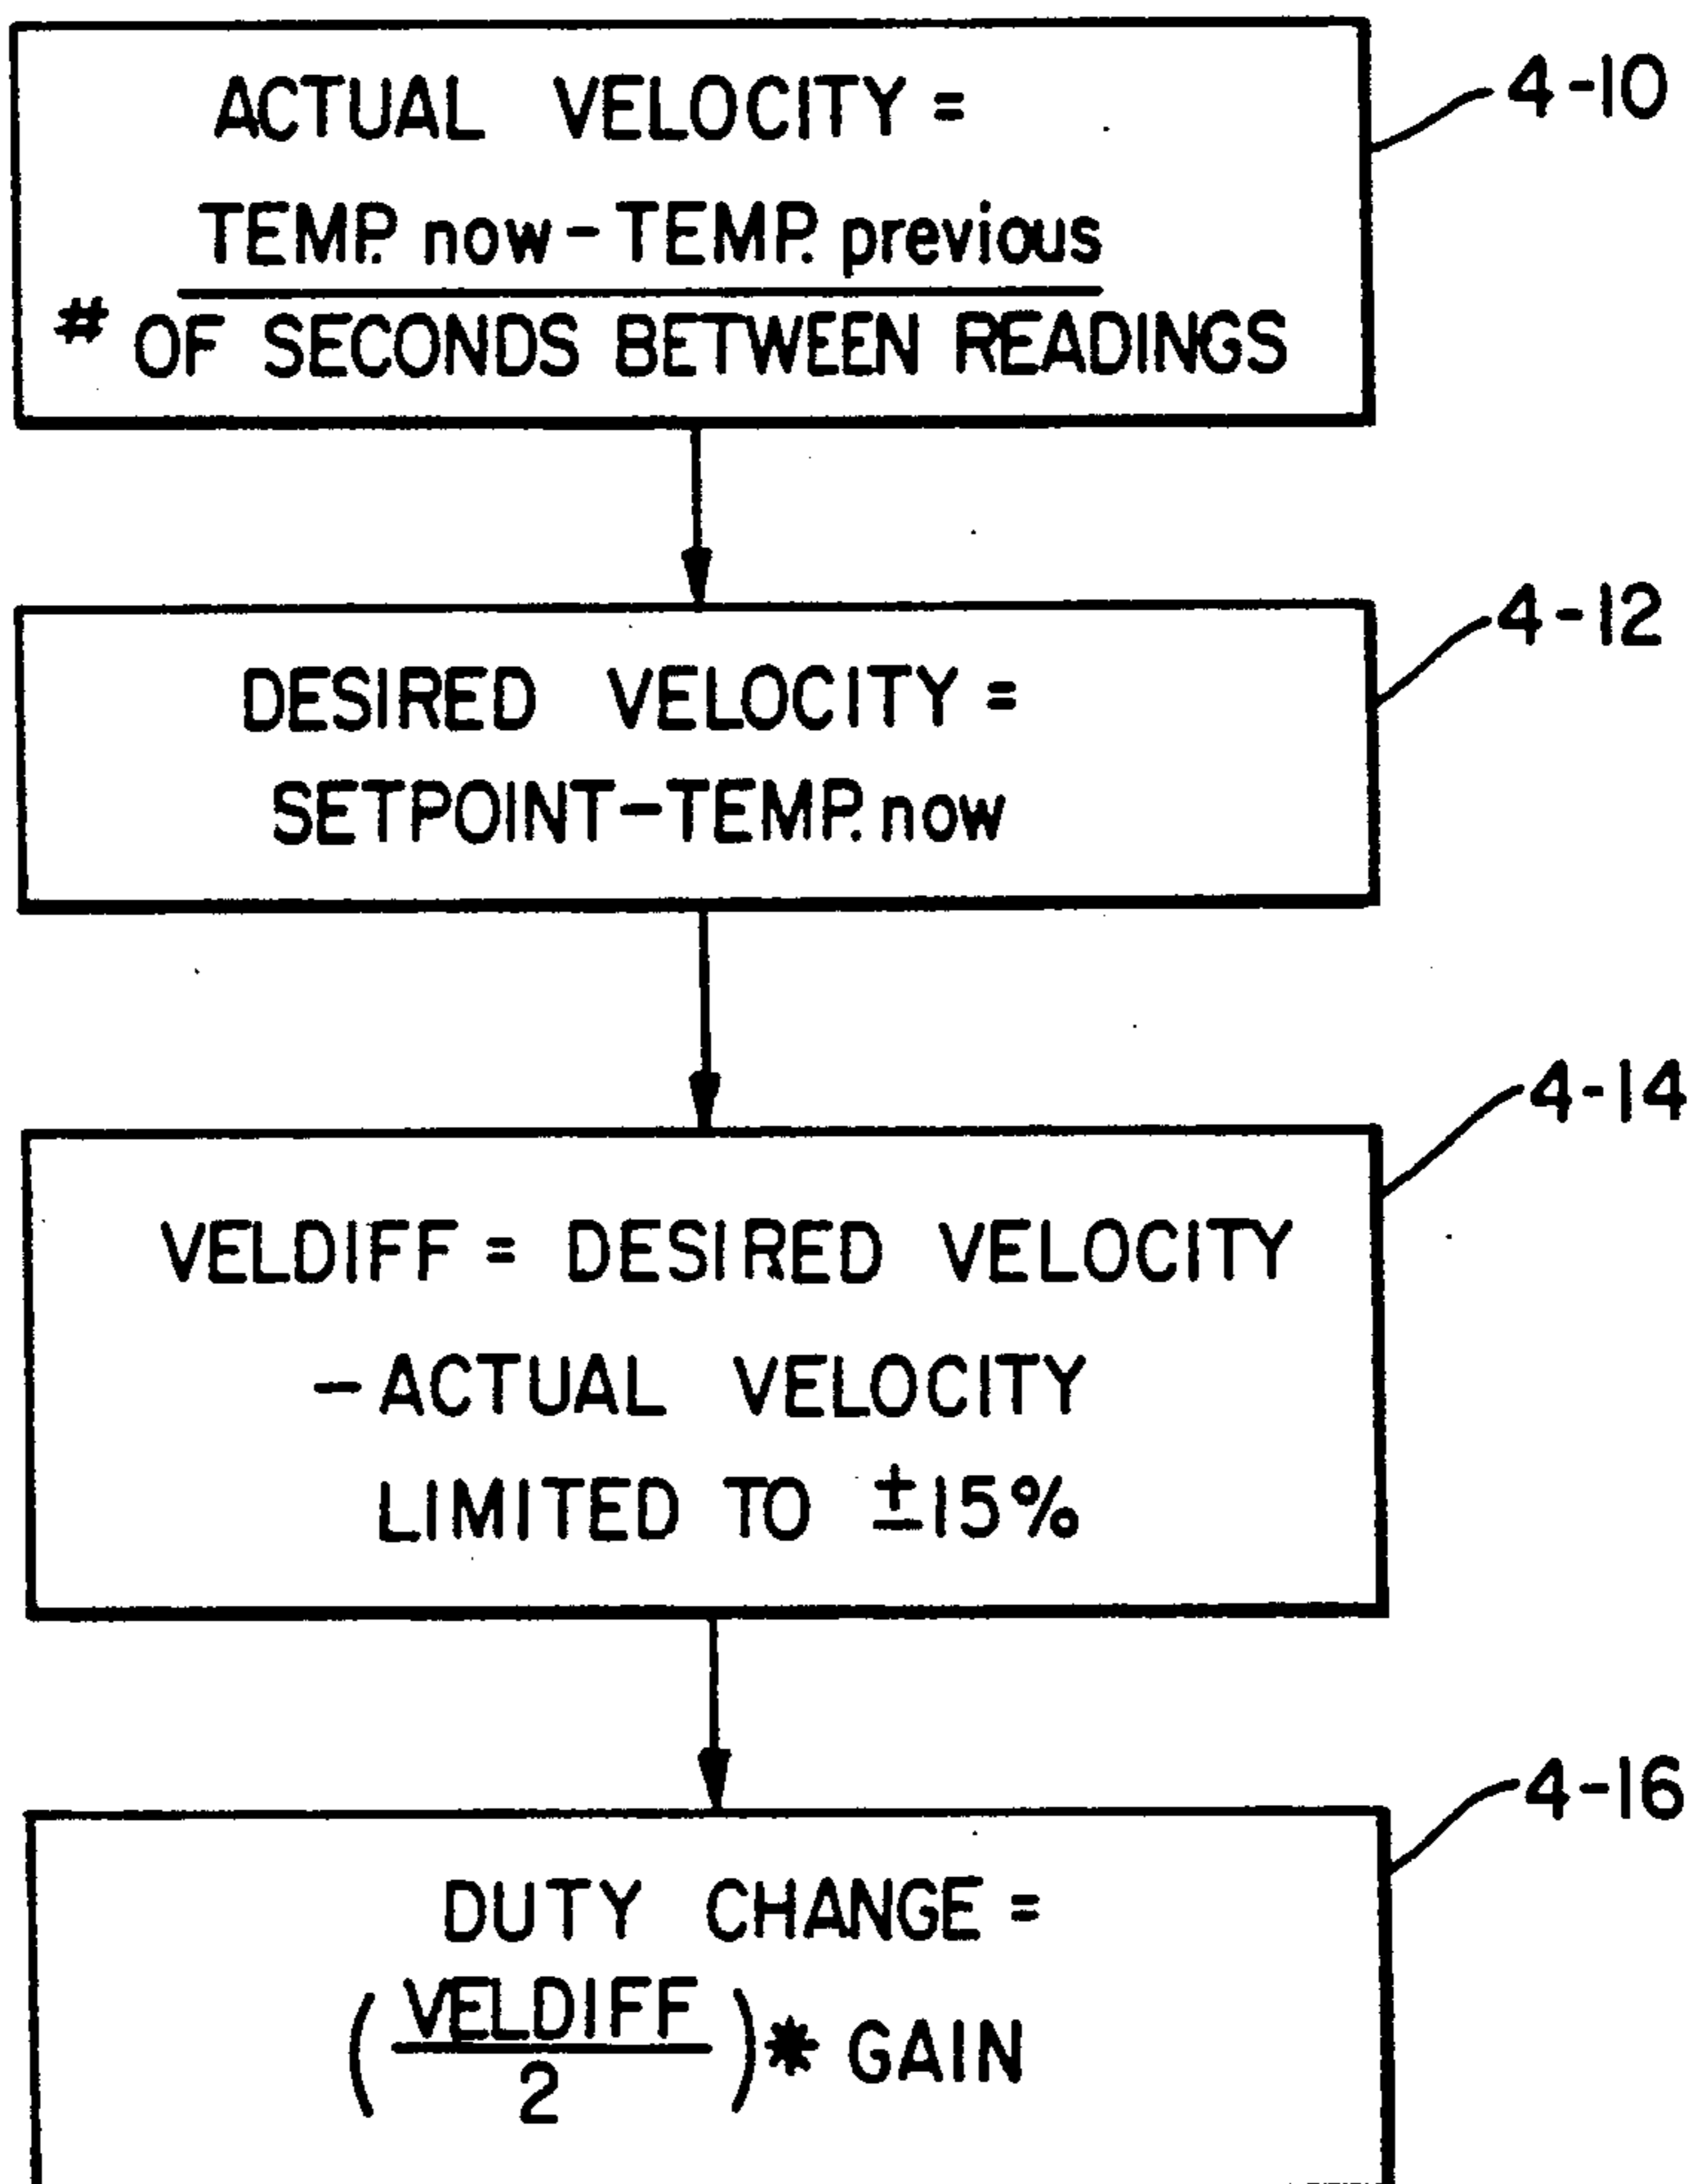 ACTUAL VELOCITY =
4-10
TEMP. now - TEMP. previous
# OF SECONDS BETWEEN READINGS
4-12
DESIRED VELOCITY =
SETPOINT - TEMP. now
4-14
VELDIFF = DESIRED VELOCITY
- ACTUAL VELOCITY
LIMITED TO ±15%
4-16
DUTY CHANGE =
( VELDIFF
2 ) * GAIN